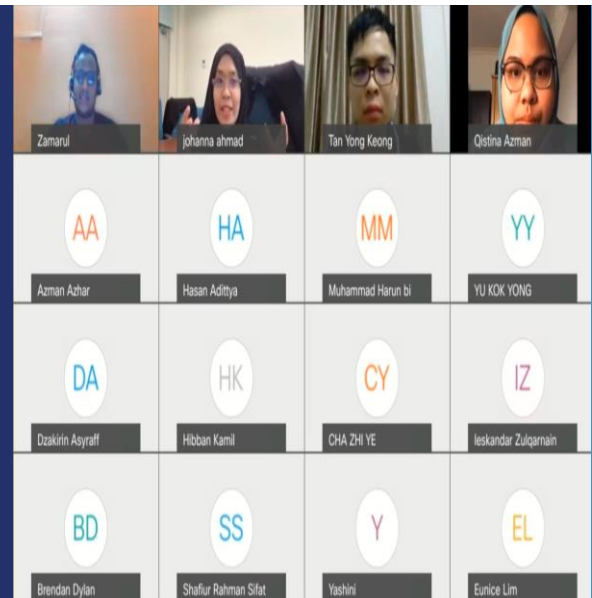 Zamarul
johanna ahmad
Tan Yong Keong
Qistina Azman
AA
HA
MM
YY
Azman Azhar
Hasan Adittya
Muhammad Harun bi
YU KOK YONG
DA
HK
CY
IZ
Dzakirin Asyraff
Hibban Kamil
CHA ZHI YE
Ieskandar Zulqarnain
BD
SS
Y
EL
Brendan Dylan
Shafiur Rahman Sifat
Yashini
Eunice Lim